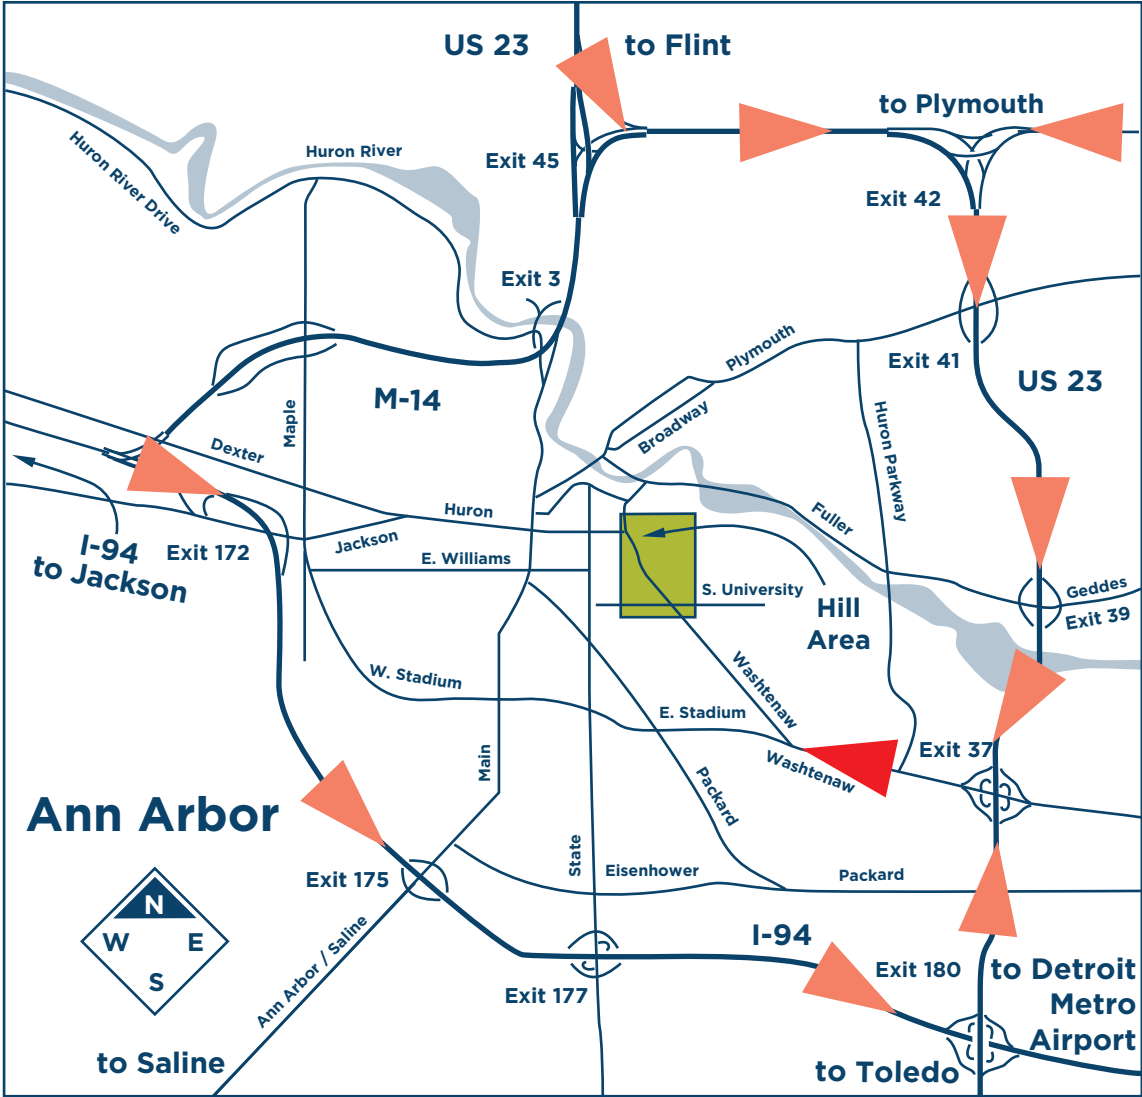 US 23
to Flint
to Plymouth
Huron River
Huron River Drive
Exit 45
Exit 42
Exit 3
Plymouth
Exit 41
US 23
M-14
Maple
Dexter
Broadway
Huron Parkway
Huron
Fuller
Jackson
I-94
to Jackson
Exit 172
E. Williams
S. University
Hill
Area
Geddes
Exit 39
W. Stadium
Washtenaw
E. Stadium
Exit 37
Washtenaw
Main
Packard
Ann Arbor
State
Eisenhower
Packard
Exit 175
N
W
E
S
Ann Arbor / Saline
I-94
Exit 180
Exit 177
to Detroit
Metro
Airport
to Saline
to Toledo